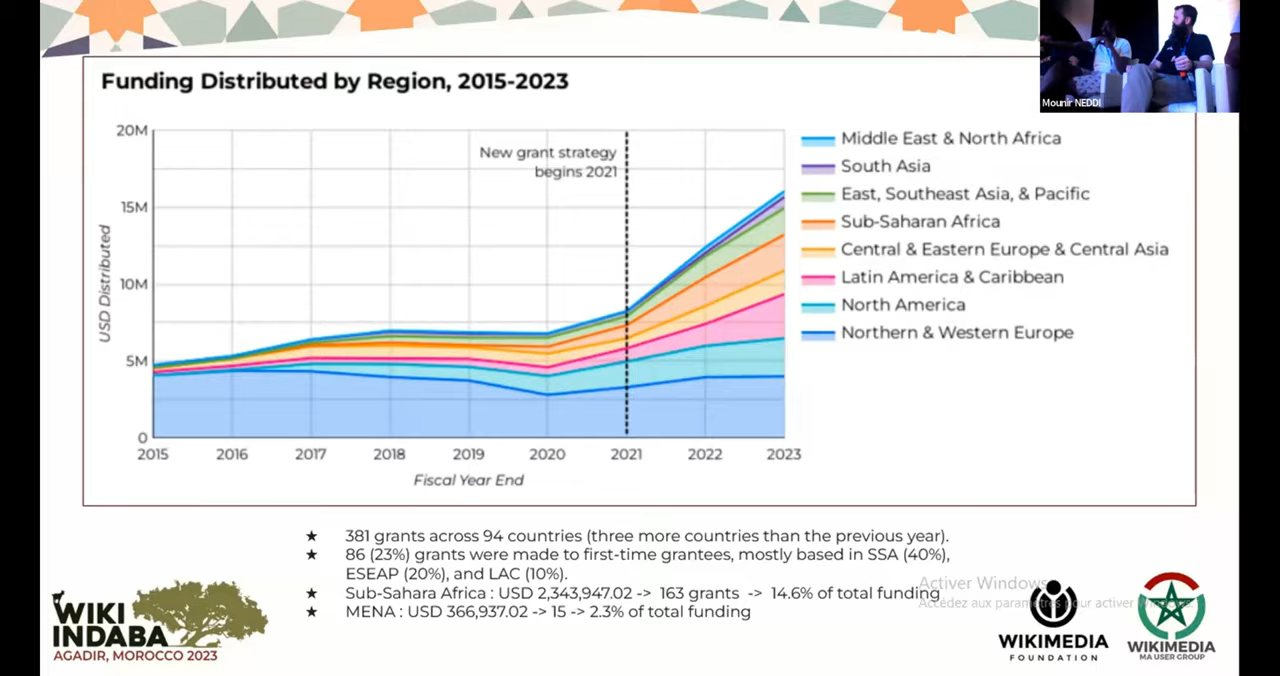 Mounir NEDDI
Funding Distributed by Region, 2015-2023
20M
15M
10M
5M
0
USD Distributed
New grant strategy
begins 2021
2015 2016 2017 2018 2019 2020 2021 2022 2023
Fiscal Year End
Middle East & North Africa
South Asia
East, Southeast Asia, & Pacific
Sub-Saharan Africa
Central & Eastern Europe & Central Asia
Latin America & Caribbean
North America
Northern & Western Europe
★ 381 grants across 94 countries (three more countries than the previous year).
★ 86 (23%) grants were made to first-time grantees, mostly based in SSA (40%),
ESEAP (20%), and LAC (10%).
★ Sub-Sahara Africa : USD 2,343,947.02 -> 163 grants -> 14.6% of total funding
★ MENA : USD 366,937.02 -> 15 -> 2.3% of total funding
Activer Windows
Accédez aux paramètres pour activer Windows.
WIKI
INDABA
AGADIR, MOROCCO 2023
WIKIMEDIA
FOUNDATION
WIKIMEDIA
MA USER GROUP